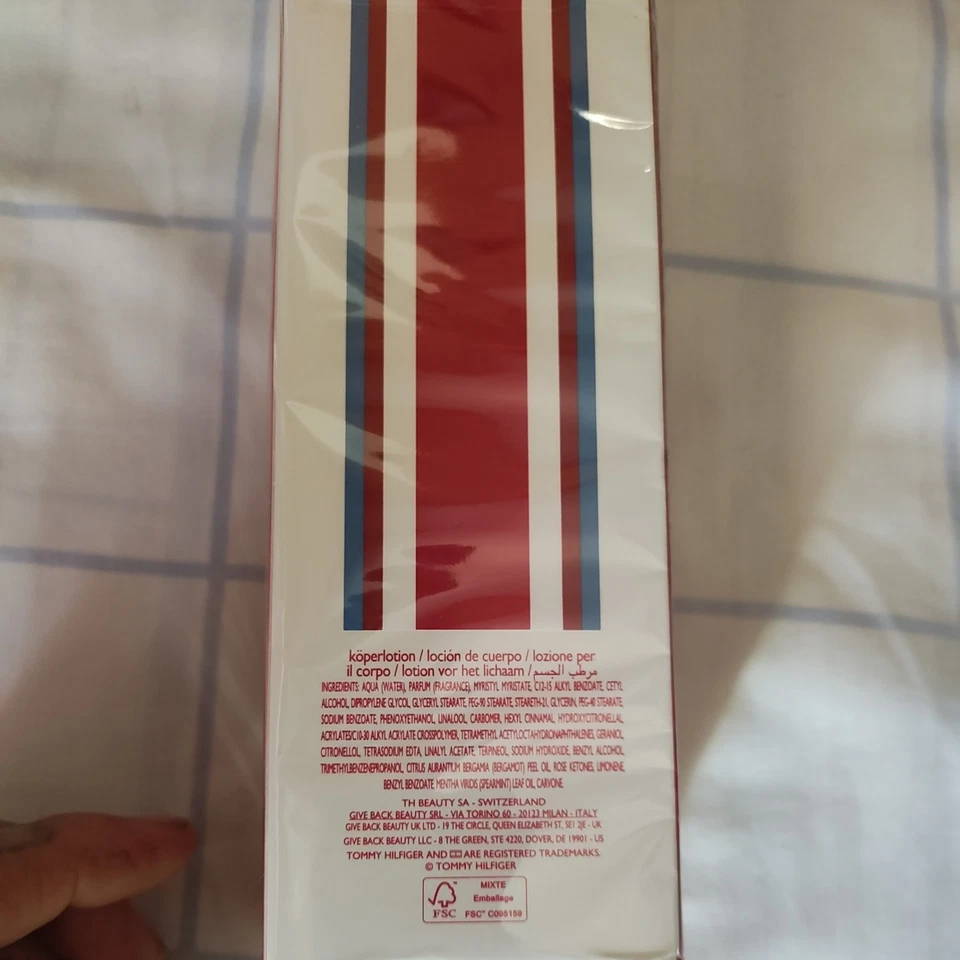 köperlotion / loción de cuerpo / lozione per
il corpo / lotion vor het lichaam / مرطب الجسم
INGREDIENTS: AQUA (WATER), PARFUM (FRAGRANCE), MYRISTYL MYRISTATE, C12-15 ALKYL BENZOATE, CETYL
ALCOHOL, DIPROPYLENE GLYCOL, GLYCERYL STEARATE, PEG-90 STEARATE, STEARETH-21, GLYCERIN, PEG-40 STEARATE,
SODIUM BENZOATE, PHENOXYETHANOL, LINALOOL, CARBOMER, HEXYL CINNAMAL, HYDROXYCITRONELLAL,
ACRYLATES/C10-30 ALKYL ACRYLATE CROSSPOLYMER, TETRAMETHYL ACETYLOCTAHYDRONAPHTHALENES, GERANIOL,
CITRONELLOL, TETRASODIUM EDTA, LINALYL ACETATE, TERPINEOL, SODIUM HYDROXIDE, BENZYL ALCOHOL,
TRIMETHYLBENZENEPROPANOL, CITRUS AURANTIUM BERGAMIA (BERGAMOT) PEEL OIL, ROSE KETONES, LIMONENE,
BENZYL BENZOATE, MENTHA VIRIDIS (SPEARMINT) LEAF OIL, CARVONE
TH BEAUTY SA - SWITZERLAND
GIVE BACK BEAUTY SRL - VIA TORINO 60 - 20123 MILAN - ITALY
GIVE BACK BEAUTY UK LTD - 19 THE CIRCLE, QUEEN ELIZABETH ST, SE1 2JE - UK
GIVE BACK BEAUTY LLC - 8 THE GREEN, STE 4220, DOVER, DE 19901 - US
TOMMY HILFIGER AND ARE REGISTERED TRADEMARKS.
© TOMMY HILFIGER
MIXTE
Emballage
FSC FSC® C095159